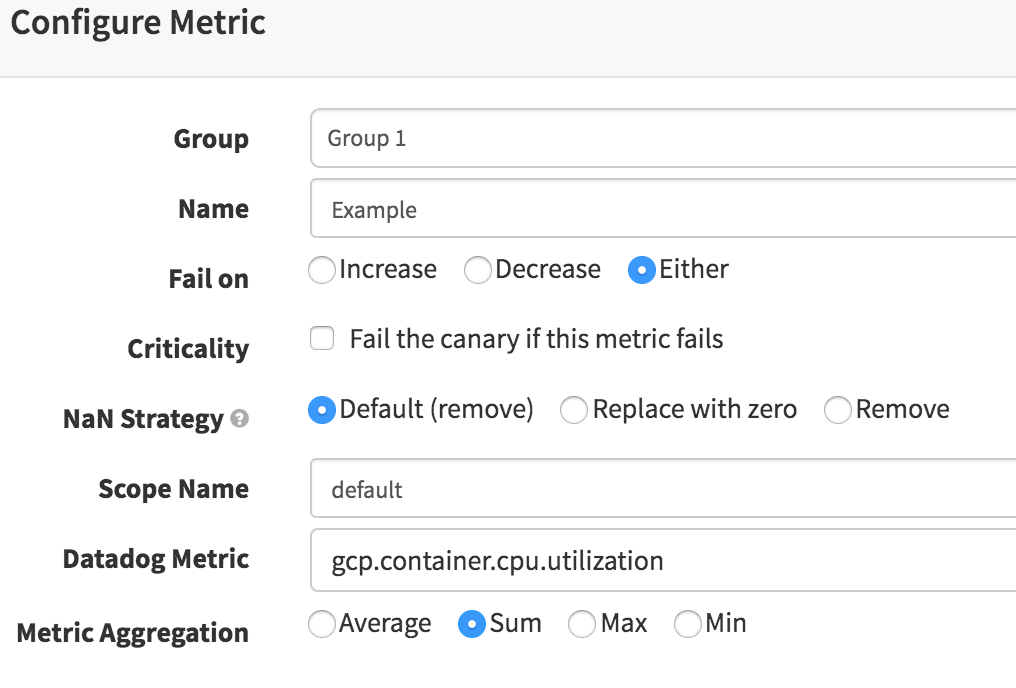 Configure Metric
Group Group 1
Name Example
Fail on Increase Decrease Either
Criticality Fail the canary if this metric fails
NaN Strategy ? Default (remove) Replace with zero Remove
Scope Name default
Datadog Metric gcp.container.cpu.utilization
Metric Aggregation Average Sum Max Min